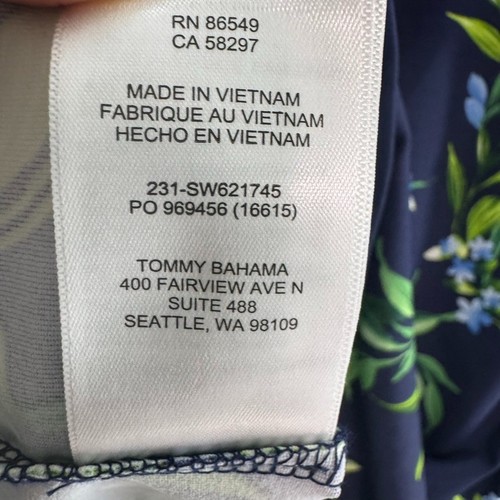 RN 86549
CA 58297
MADE IN VIETNAM
FABRIQUE AU VIETNAM
HECHO EN VIETNAM
231-SW621745
PO 969456 (16615)
TOMMY BAHAMA
400 FAIRVIEW AVE N
SUITE 488
SEATTLE, WA 98109